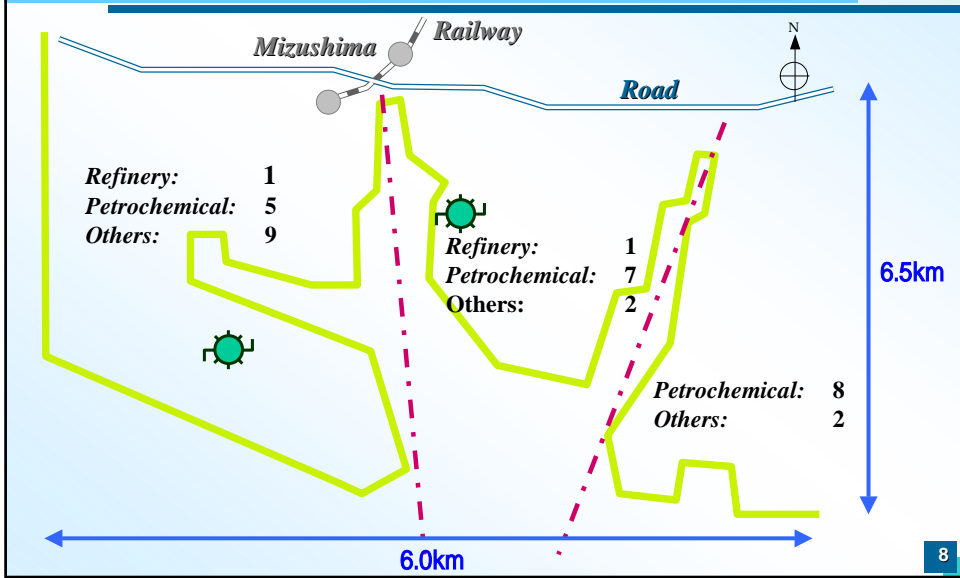 Railway
Mizushima
N
Road
Refinery: 1
Petrochemical: 5
Others: 9
Refinery: 1
Petrochemical: 7
Others: 2
6.5km
Petrochemical: 8
Others: 2
6.0km
8